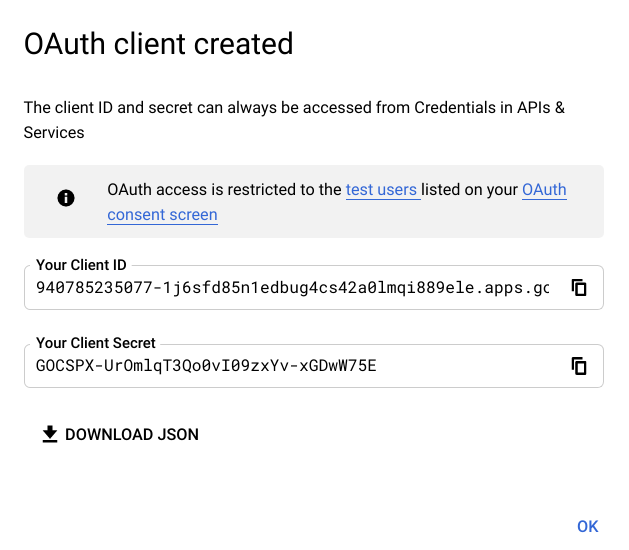 OAuth client created
The client ID and secret can always be accessed from Credentials in APIs &
Services
OAuth access is restricted to the test users listed on your OAuth
consent screen
Your Client ID
940785235077-1j6sfd85n1edbug4cs42a0lmqi889ele.apps.gc
Your Client Secret
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
DOWNLOAD JSON
OK